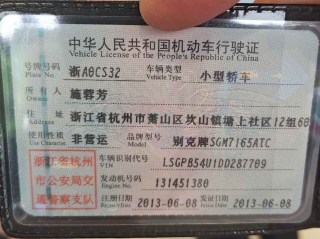 中华人民共和国机动车行驶证
Vehicle License of the People's Republic of China
号牌号码 浙A0CS32 车辆类型 小型轿车
Plate No. Vehicle Type
所有人 施蓉芳
Owner
住址 浙江省杭州市萧山区坎山镇塘上社区12组60
Address
使用性质 非营运 品牌型号 别克牌SGM7165ATC
Use Character Model
浙江省杭州 车辆识别代号 LSGPB54U1DD287709
VIN
市公安局交 发动机号码 131451380
Engine No.
通警察支队 注册日期 2013-06-08 发证日期 2013-06-08
Register Date Issue Date